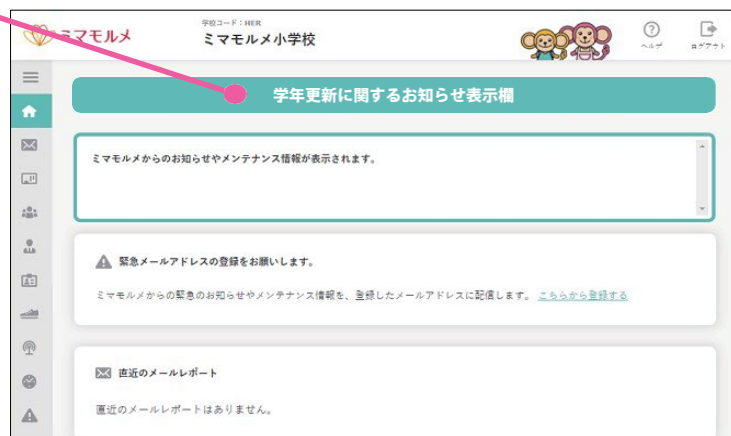 ミマモルメ
学校コード：HER
ミマモルメ小学校
ヘルプ
ログアウト
学年更新に関するお知らせ表示欄
ミマモルメからのお知らせやメンテナンス情報が表示されます。
緊急メールアドレスの登録をお願いします。
ミマモルメからの緊急のお知らせやメンテナンス情報を、登録したメールアドレスに配信します。 こちらから登録する
直近のメールレポート
直近のメールレポートはありません。